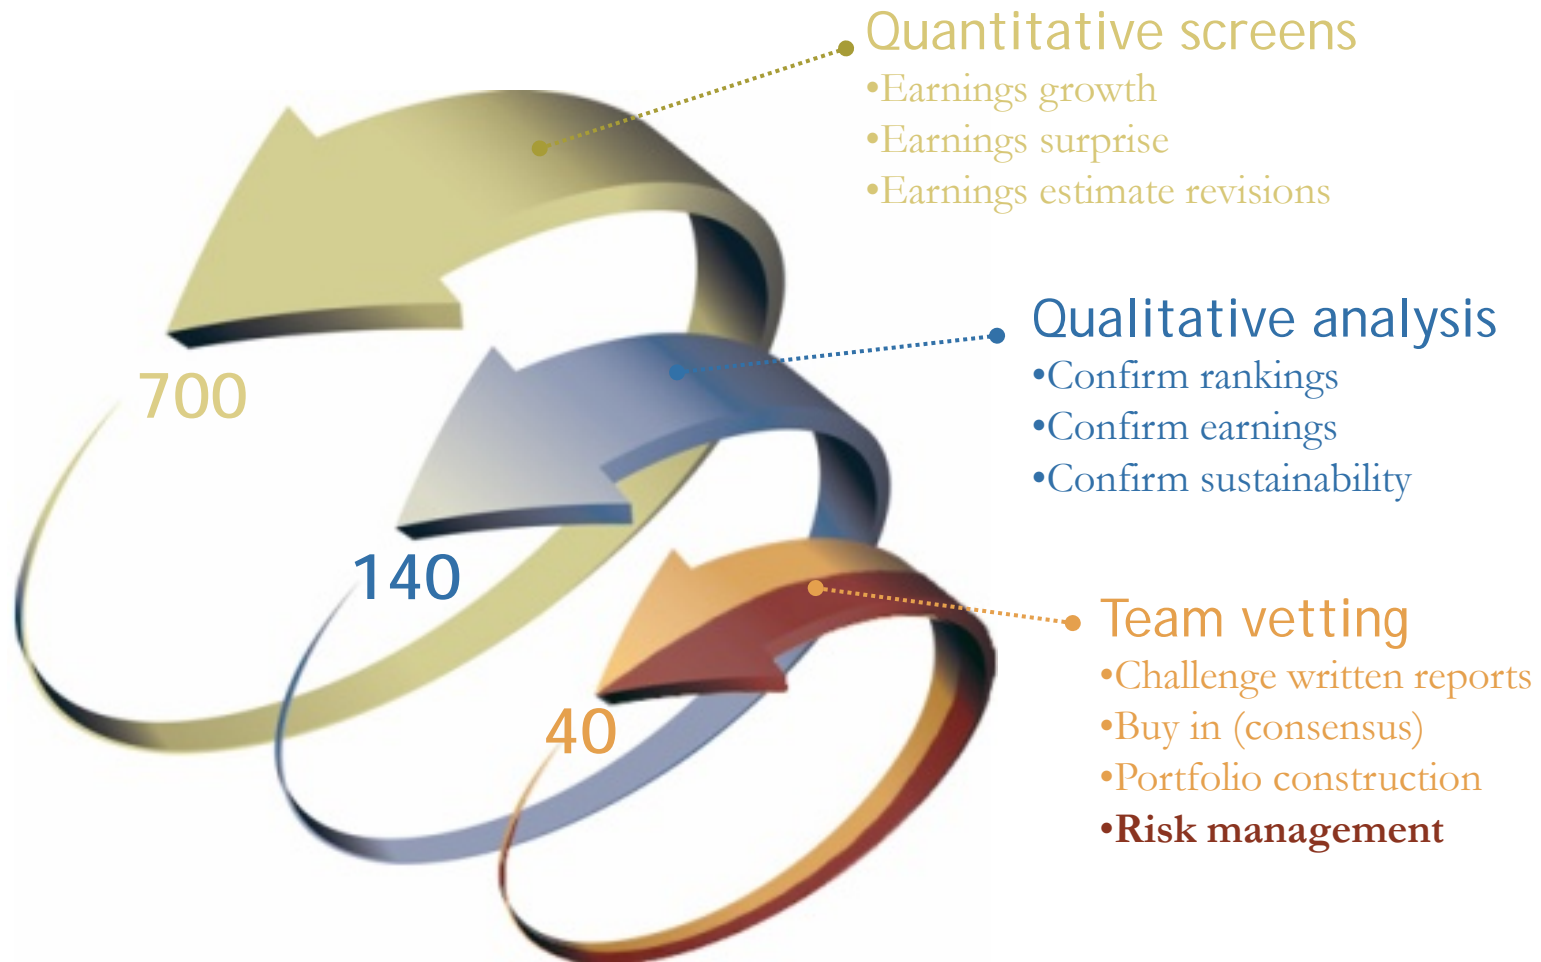 Quantitative screens
•Earnings growth
•Earnings surprise
•Earnings estimate revisions
700
Qualitative analysis
•Confirm rankings
•Confirm earnings
•Confirm sustainability
140
Team vetting
•Challenge written reports
•Buy in (consensus)
•Portfolio construction
•Risk management
40